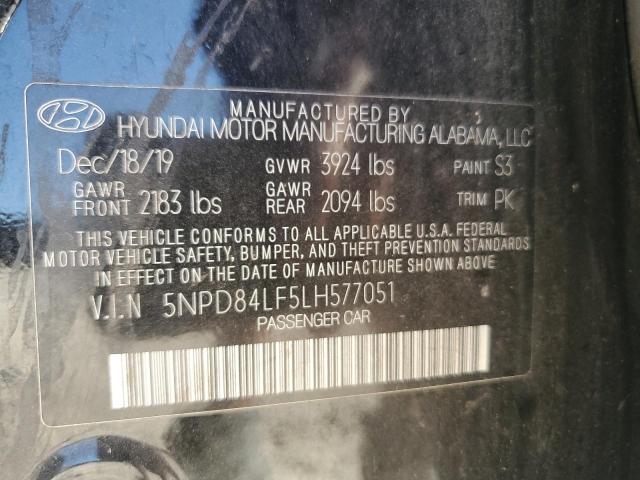 MANUFACTURED BY
HYUNDAI MOTOR MANUFACTURING ALABAMA, LLC
Dec/18/19 GVWR 3924 lbs PAINT S3
GAWR FRONT 2183 lbs GAWR REAR 2094 lbs TRIM PK
THIS VEHICLE CONFORMS TO ALL APPLICABLE U.S.A. FEDERAL
MOTOR VEHICLE SAFETY, BUMPER, AND THEFT PREVENTION STANDARDS
IN EFFECT ON THE DATE OF MANUFACTURE SHOWN ABOVE.
V.I.N 5NPD84LF5LH577051
PASSENGER CAR